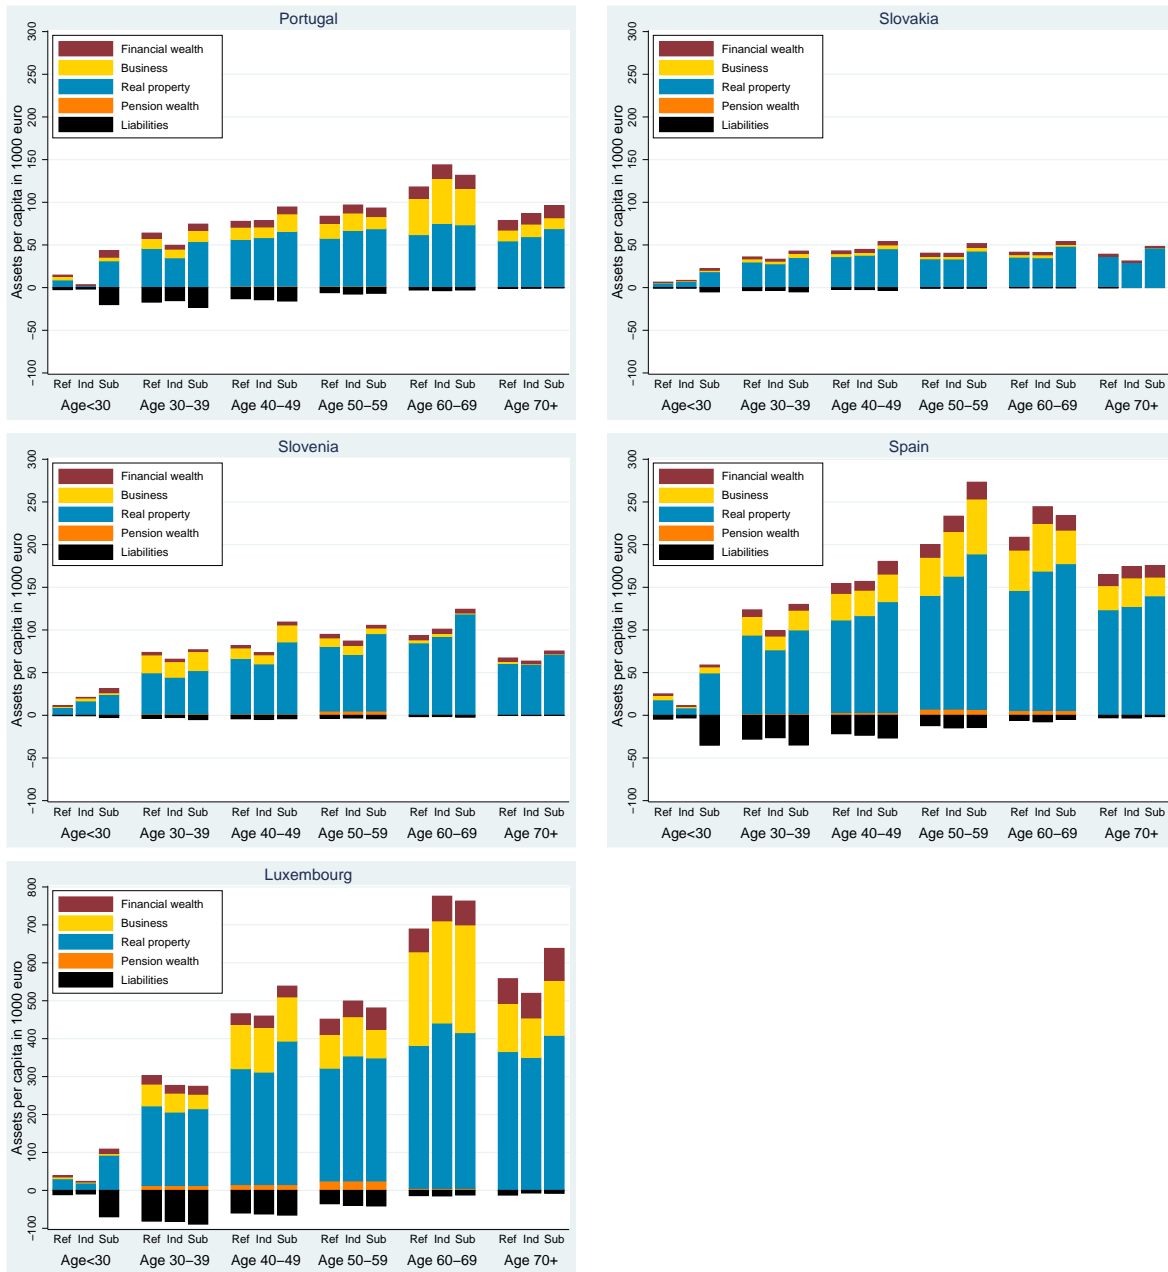 Portugal
Assets per capita in 1000 euro
300
250
200
150
100
50
0
−50
−100
Financial wealth
Business
Real property
Pension wealth
Liabilities
Ref Ind Sub Ref Ind Sub Ref Ind Sub Ref Ind Sub Ref Ind Sub Ref Ind Sub
Age<30 Age 30−39 Age 40−49 Age 50−59 Age 60−69 Age 70+
Slovakia
Assets per capita in 1000 euro
300
250
200
150
100
50
0
−50
−100
Financial wealth
Business
Real property
Pension wealth
Liabilities
Ref Ind Sub Ref Ind Sub Ref Ind Sub Ref Ind Sub Ref Ind Sub Ref Ind Sub
Age<30 Age 30−39 Age 40−49 Age 50−59 Age 60−69 Age 70+
Slovenia
Assets per capita in 1000 euro
300
250
200
150
100
50
0
−50
−100
Financial wealth
Business
Real property
Pension wealth
Liabilities
Ref Ind Sub Ref Ind Sub Ref Ind Sub Ref Ind Sub Ref Ind Sub Ref Ind Sub
Age<30 Age 30−39 Age 40−49 Age 50−59 Age 60−69 Age 70+
Spain
Assets per capita in 1000 euro
300
250
200
150
100
50
0
−50
−100
Financial wealth
Business
Real property
Pension wealth
Liabilities
Ref Ind Sub Ref Ind Sub Ref Ind Sub Ref Ind Sub Ref Ind Sub Ref Ind Sub
Age<30 Age 30−39 Age 40−49 Age 50−59 Age 60−69 Age 70+
Luxembourg
Assets per capita in 1000 euro
800
700
600
500
400
300
200
100
0
−100
Financial wealth
Business
Real property
Pension wealth
Liabilities
Ref Ind Sub Ref Ind Sub Ref Ind Sub Ref Ind Sub Ref Ind Sub Ref Ind Sub
Age<30 Age 30−39 Age 40−49 Age 50−59 Age 60−69 Age 70+